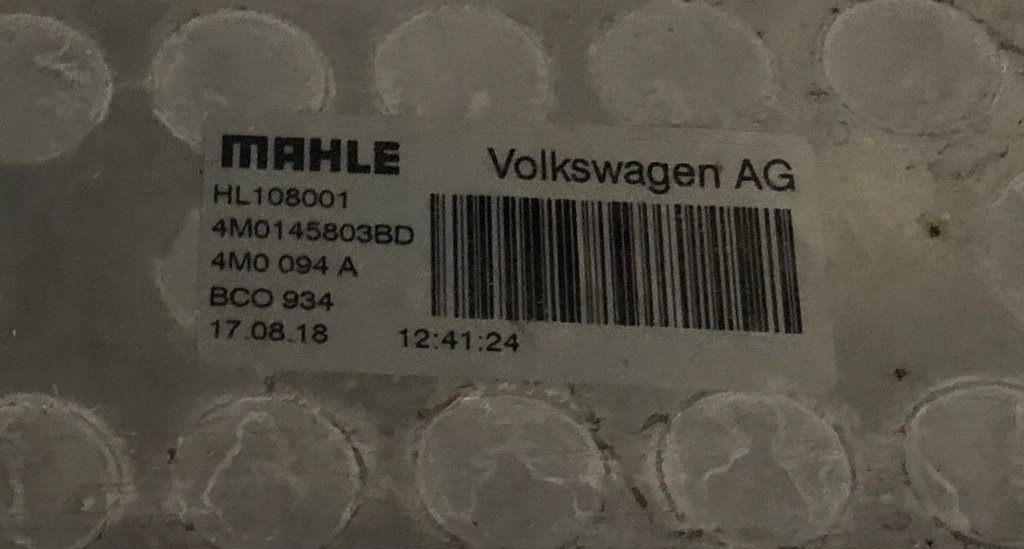 MAHLE
Volkswagen AG
HL108001
4M0145803BD
4M0 094 A
BCO 934
17.08.18 12:41:24